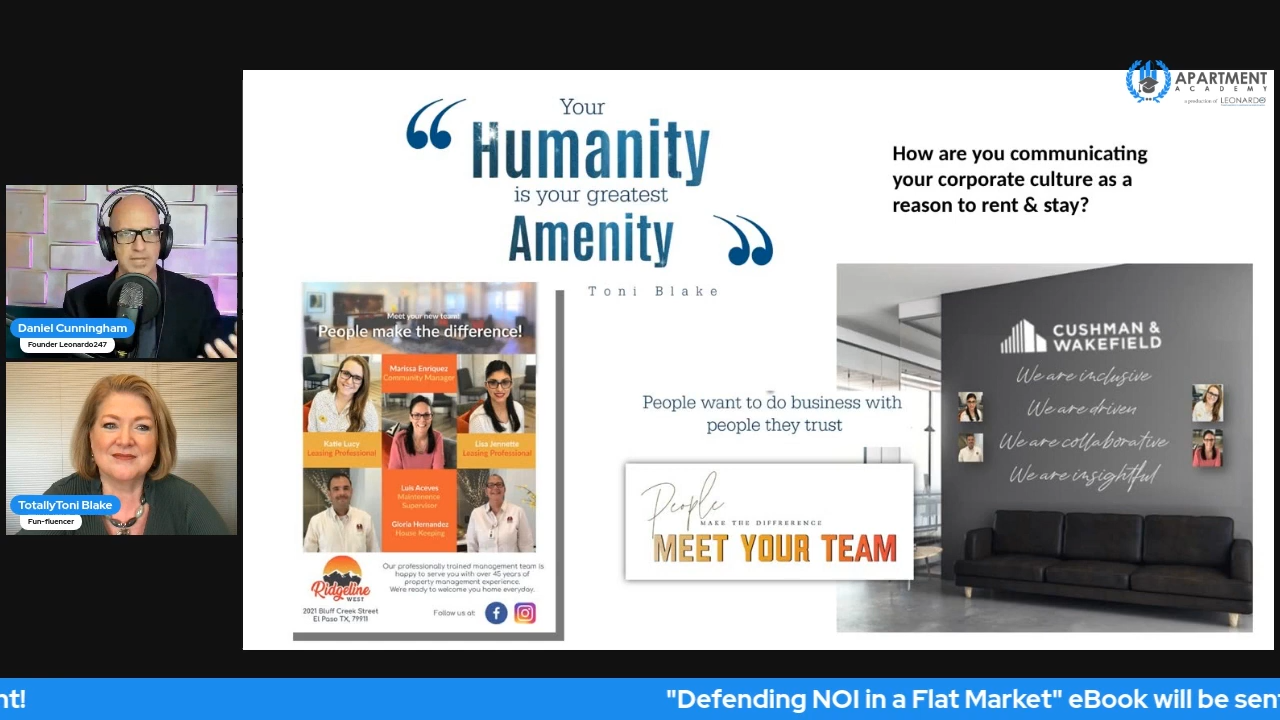 APARTMENT
ACADEMY
a production of LEONARDO
Your
Humanity
is your greatest
Amenity
Toni Blake
How are you communicating
your corporate culture as a
reason to rent & stay?
Daniel Cunningham
Founder Leonardo247
TotallyToni Blake
Fun-fluencer
Meet your new team!
People make the difference!
Marissa Enriquez
Community Manager
Katie Lucy
Leasing Professional
Lisa Jennette
Leasing Professional
Luis Aceves
Maintenence
Supervisor
Gloria Hernandez
House Keeping
Ridgeline
WEST
2021 Bluff Creek Street
El Paso TX, 79911
Our professionally trained management team is
happy to serve you with over 45 years of
property management experience.
We're ready to welcome you home everyday.
Follow us at:
People want to do business with
people they trust
People
MAKE THE DIFFRERENCE
MEET YOUR TEAM
CUSHMAN &
WAKEFIELD
We are inclusive
We are driven
We are collaborative
We are insightful
nt!
"Defending NOI in a Flat Market" eBook will be sent